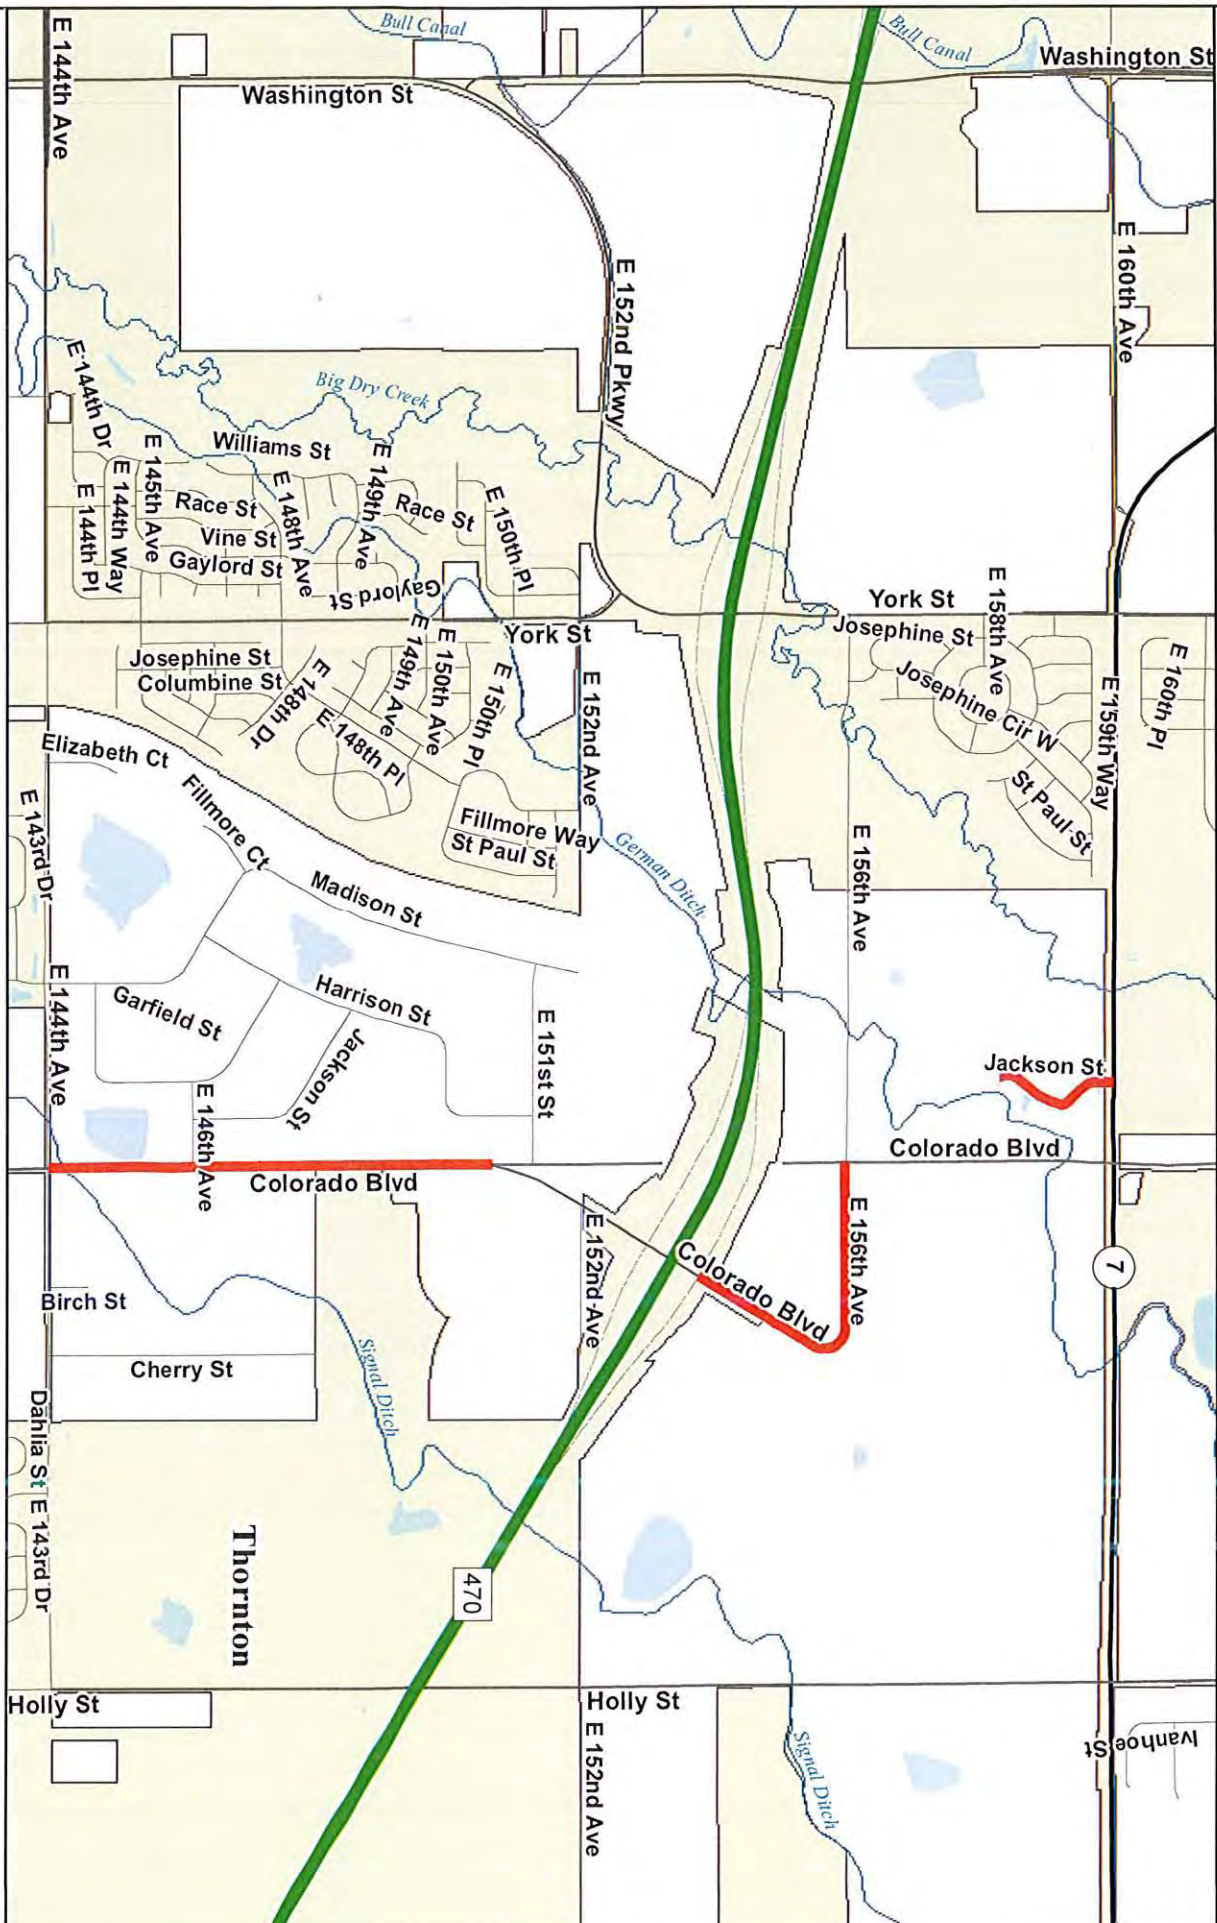 Bull Canal
Bull Canal
Washington St
Washington St
E 144th Ave
E 152nd Pkwy
E 160th Ave
Big Dry Creek
E 144th Dr
Williams St
E 145th Ave
E 144th Way
E 144th Pl
Race St
E 148th Ave
E 149th Ave
Race St
E 150th Pl
Vine St
Gaylord St
Gaylord St
York St
York St
E 158th Ave
Josephine St
Josephine Cir W
E 160th Pl
E 159th Way
St Paul St
Josephine St
Columbine St
E 148th Dr
E 149th Ave
E 150th Ave
E 150th Pl
E 148th Pl
E 152nd Ave
Elizabeth Ct
Fillmore Ct
Fillmore Way
St Paul St
E 143rd Dr
Madison St
German Ditch
E 156th Ave
Garfield St
Harrison St
E 144th Ave
Jackson St
E 151st St
Jackson St
E 146th Ave
Colorado Blvd
Colorado Blvd
E 152nd Ave
Colorado Blvd
E 156th Ave
7
Birch St
Cherry St
Signal Ditch
Dahlia St
E 143rd Dr
Thornton
470
Holly St
Holly St
E 152nd Ave
Signal Ditch
Ivanhoe St